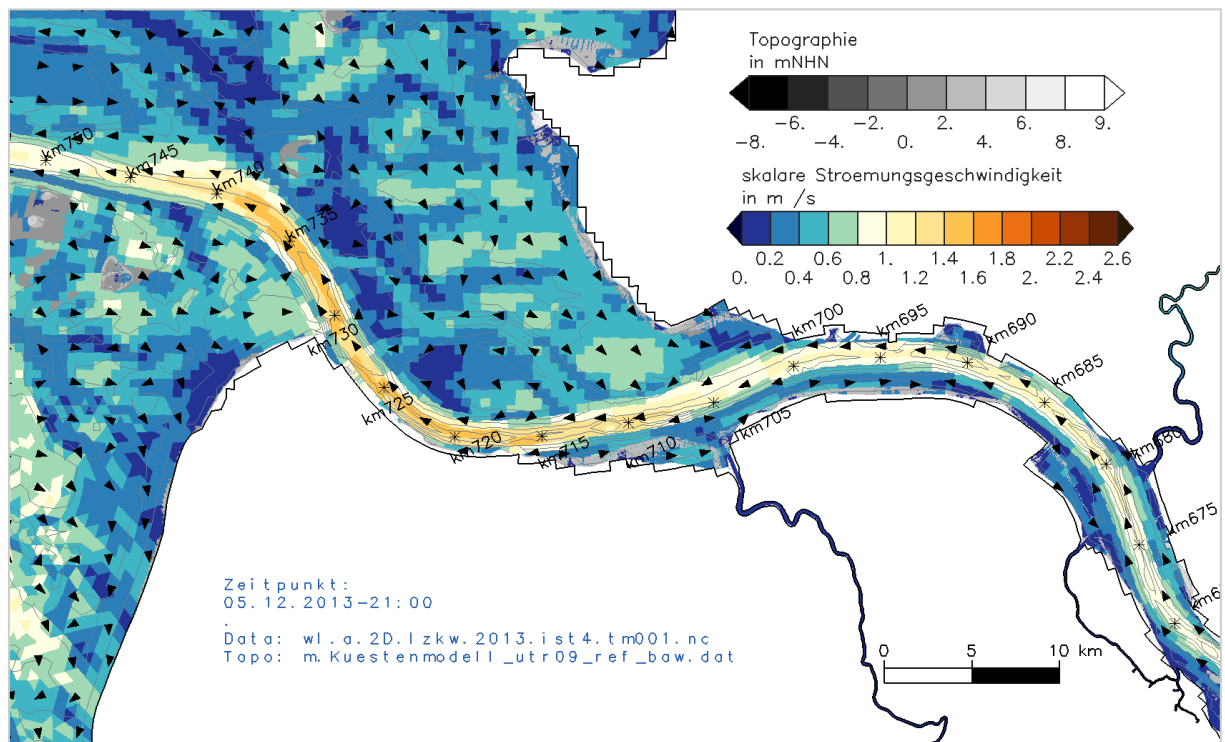 Topographie
in mNHN
-6. -2. 2. 6. 9.
-8. -4. 0. 4. 8.
skalare Stroemungsgeschwindigkeit
in m /s
0.2 0.6 1. 1.4 1.8 2.2 2.6
0. 0.4 0.8 1.2 1.6 2. 2.4
km750
km745
km740
km735
km730
km725
km720
km715
km710
km705
km700
km695
km690
km685
km680
km675
Zeitpunkt:
05.12.2013-21:00
.
Data: wl.a.2D.lzkw.2013.ist4.tm001.nc
Topo: m.Kuestenmodell_utr09_ref_baw.dat
0 5 10 km